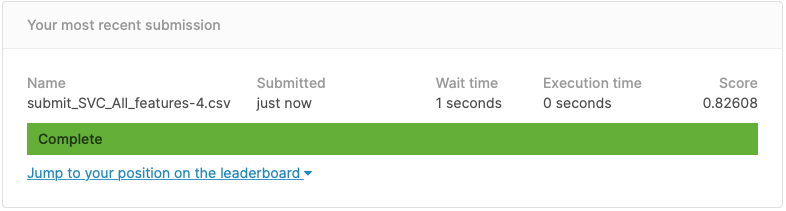 Your most recent submission
Name Submitted Wait time Execution time Score
submit_SVC_All_features-4.csv just now 1 seconds 0 seconds 0.82608
Complete
Jump to your position on the leaderboard